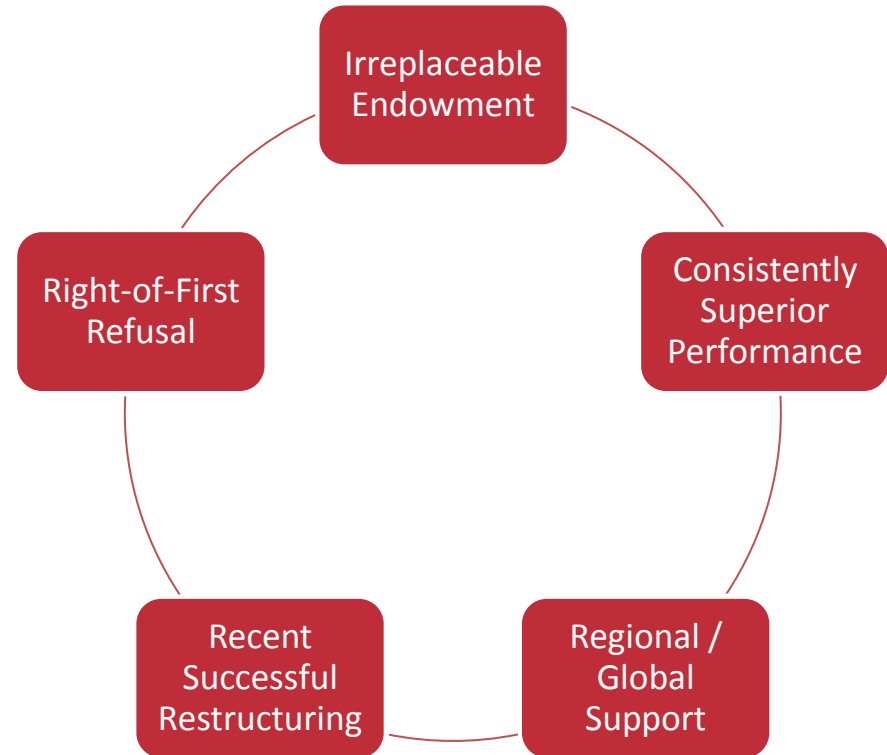 Irreplaceable
Endowment
Consistently
Superior
Performance
Regional /
Global
Support
Recent
Successful
Restructuring
Right-of-First
Refusal